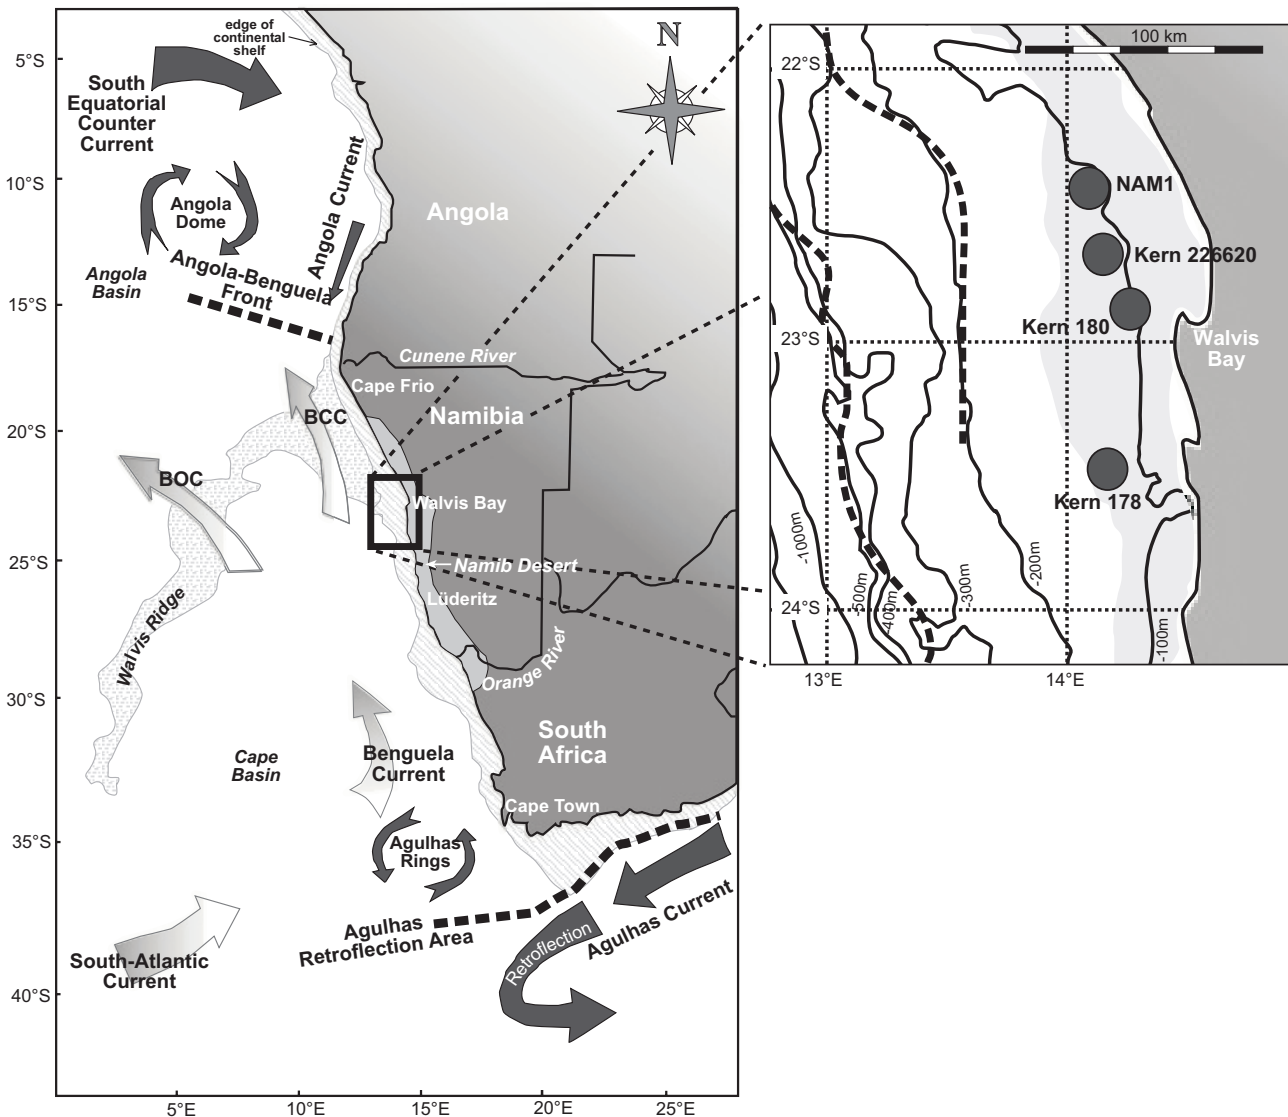 edge of
continental
shelf
N
5°S
South
Equatorial
Counter
Current
10°S
Angola
Dome
Angola Current
Angola
Angola
Basin
Angola-Benguela
Front
15°S
Cunene River
Cape Frio
Namibia
BCC
20°S
BOC
Walvis Bay
25°S
Namib Desert
Lüderitz
Walvis Ridge
Orange River
30°S
South
Africa
Cape
Basin
Benguela
Current
Cape Town
35°S
Agulhas
Rings
Agulhas Current
Agulhas
Retroflection Area
Retroflection
South-Atlantic
Current
40°S
5°E
10°E
15°E
20°E
25°E
100 km
22°S
NAM1
Kern 226620
Kern 180
23°S
Walvis
Bay
Kern 178
-1000m
-500m
-400m
-300m
-200m
-100m
24°S
13°E
14°E